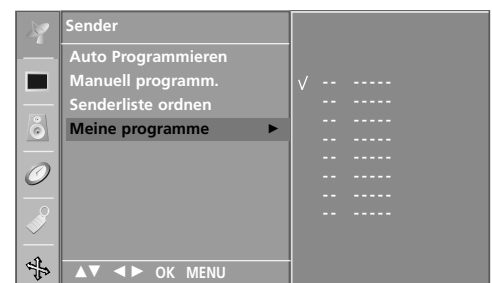 Sender
Auto Programmieren
Manuell programm.
Senderliste ordnen
Meine programme ►
√ -- -----
-- -----
-- -----
-- -----
-- -----
-- -----
-- -----
-- -----
▲▼ ◄► OK MENU